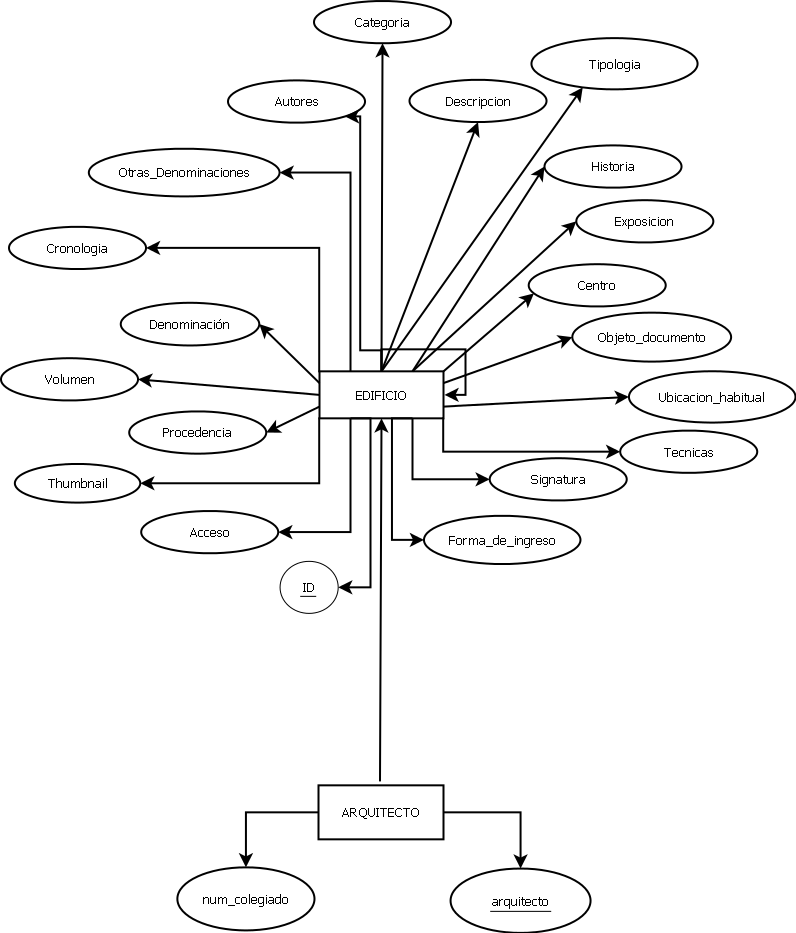 Categoria
Tipologia
Autores
Descripcion
Otras_Denominaciones
Historia
Exposicion
Cronologia
Centro
Denominación
Objeto_documento
Volumen
EDIFICIO
Ubicacion_habitual
Procedencia
Tecnicas
Thumbnail
Signatura
Acceso
Forma_de_ingreso
ID
ARQUITECTO
num_colegiado
arquitecto